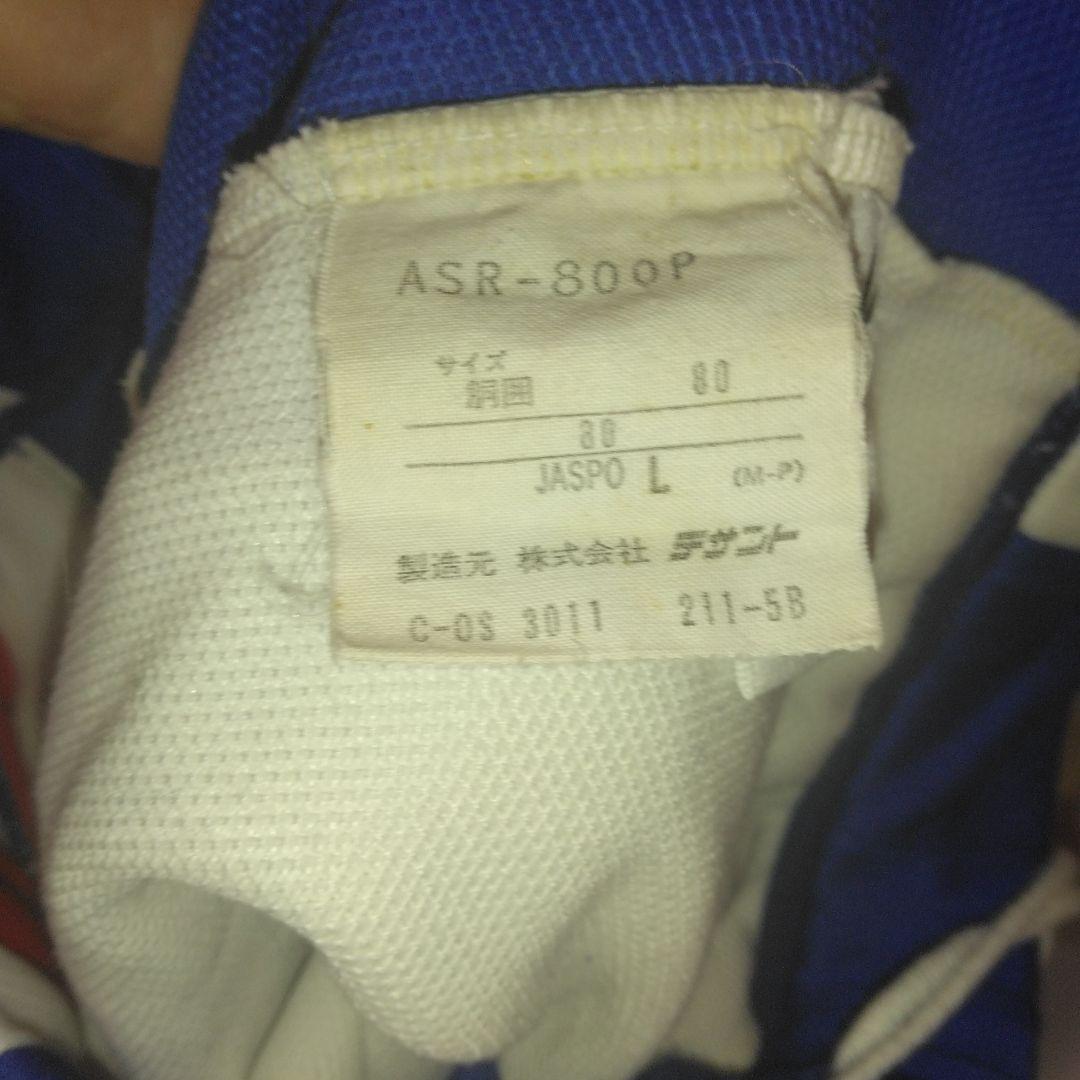 ASR-800P
サイズ
胴囲 80
80
JASPO L (M-P)
製造元 株式会社 デサント
C-OS 3011 211-5B